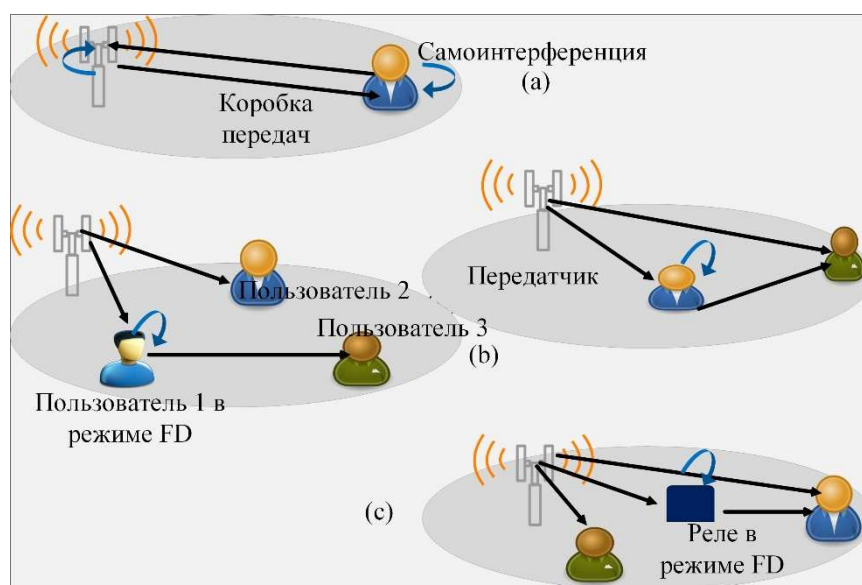 Самоинтерференция
(a)
Коробка
передач
Передатчик
Пользователь 2
Пользователь 3
(b)
Пользователь 1 в
режиме FD
(c)
Реле в
режиме FD